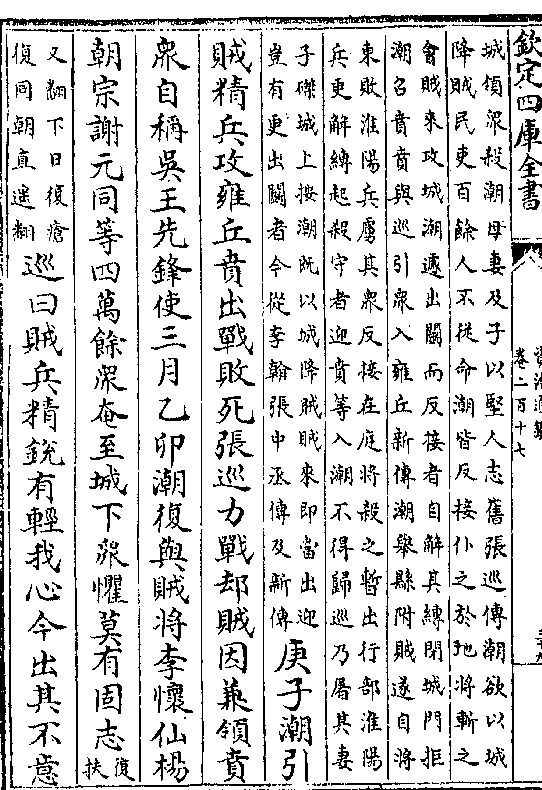 欽定四庫全書
資治通鑑
卷二百十七
城領眾殺潮母妻及子以堅人志舊張巡傳潮欲以城
降賊民吏百餘人不從命潮皆反接仆之於地將斬之
會賊來攻城潮遽出鬬而反接者自解其縛閉城門拒
潮召賁賁與巡引眾入雍丘新傳潮舉縣附賊遂自將
東敗淮陽兵虜其眾反接在庭將殺之暫出行部淮陽
兵更解縛起殺守者迎賁等入潮不得歸巡乃屠其妻
子磔城上按潮既以城降賊賊來即當出迎
豈有更出鬬者今從李翰張中丞傳及新傳
庚子潮引
賊精兵攻雍丘賁出戰敗死張巡力戰却賊因兼領賁
眾自稱吳王先鋒使三月乙卯潮復與賊將李懷仙楊
朝宗謝元同等四萬餘眾奄至城下眾懼莫有固志復扶
又翻下日復瘡
復同朝直遙翻
巡曰賊兵精銳有輕我心今出其不意